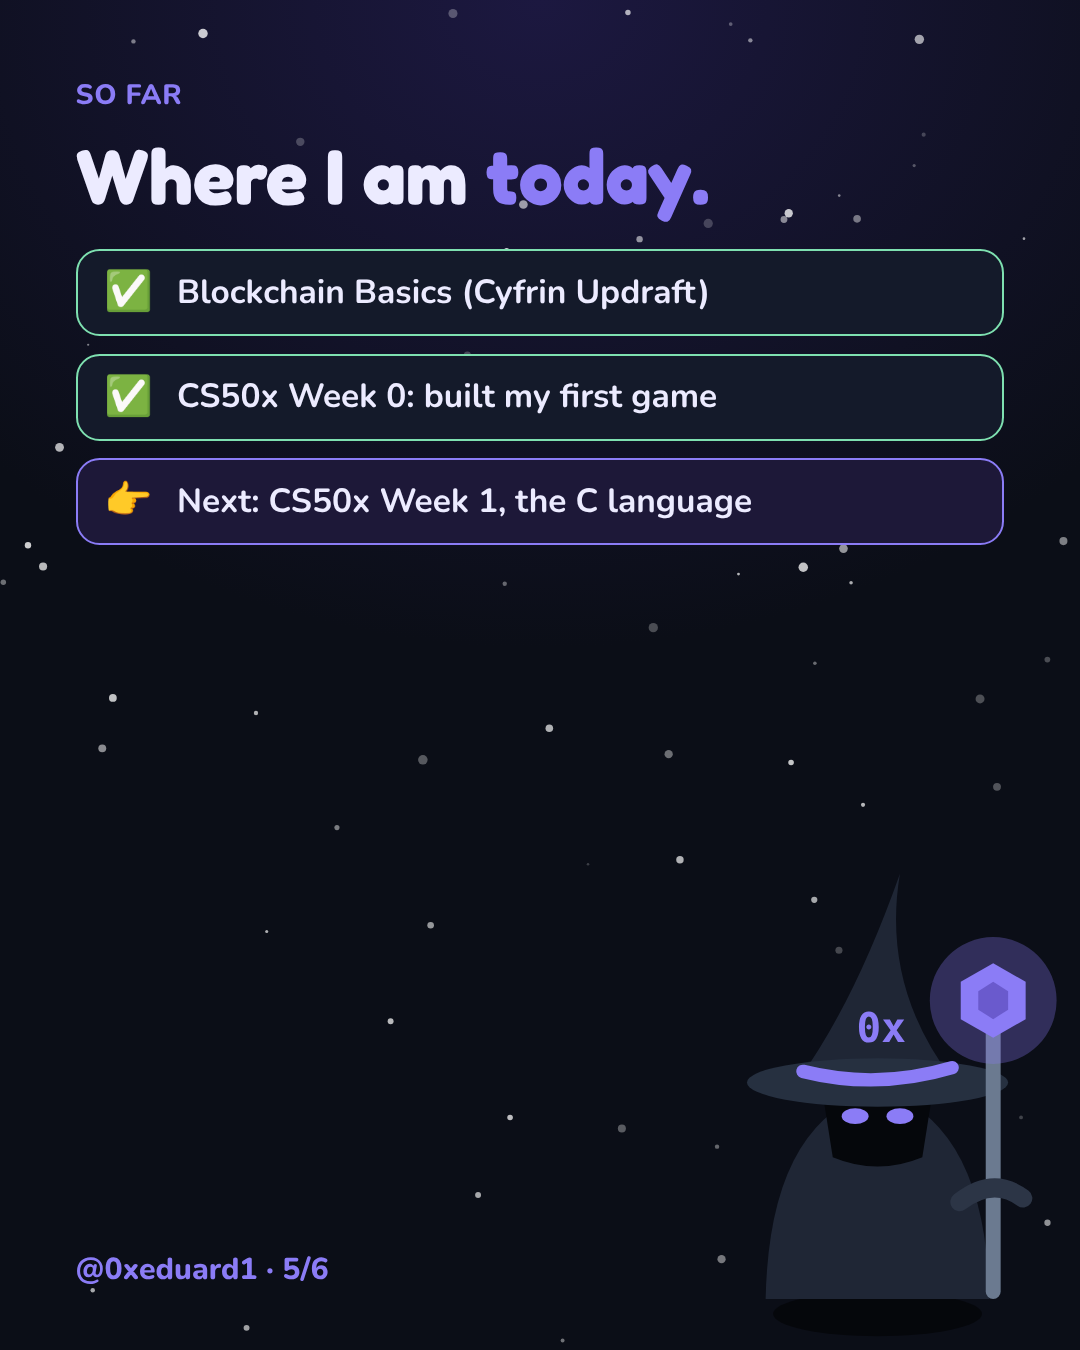 SO FAR
Where I am today.
✅ Blockchain Basics (Cyfrin Updraft)
✅ CS50x Week 0: built my first game
👉 Next: CS50x Week 1, the C language
0x
@0xeduard1 · 5/6